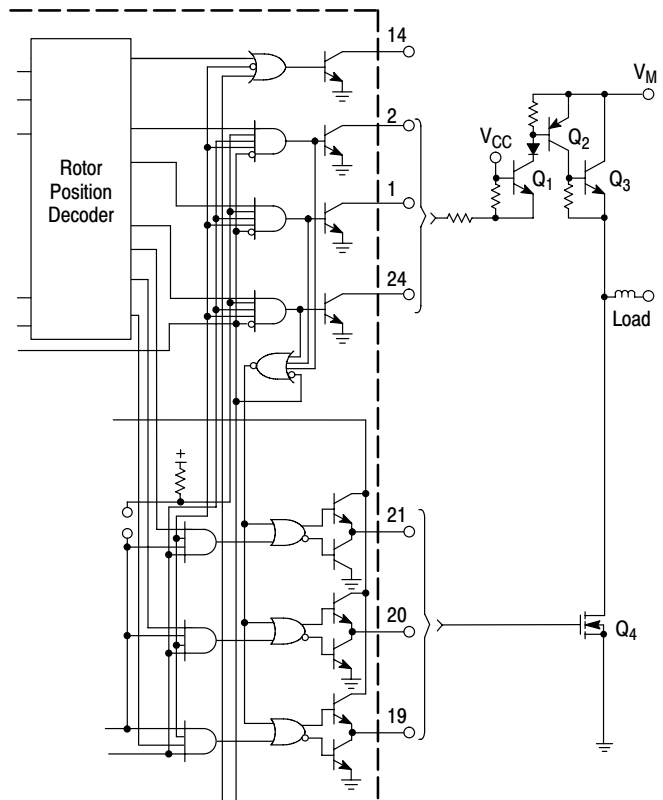 14
V_M
2
Q_2
V_CC
Rotor
Position
Decoder
Q_1
Q_3
1
24
Load
+
21
20
Q_4
19